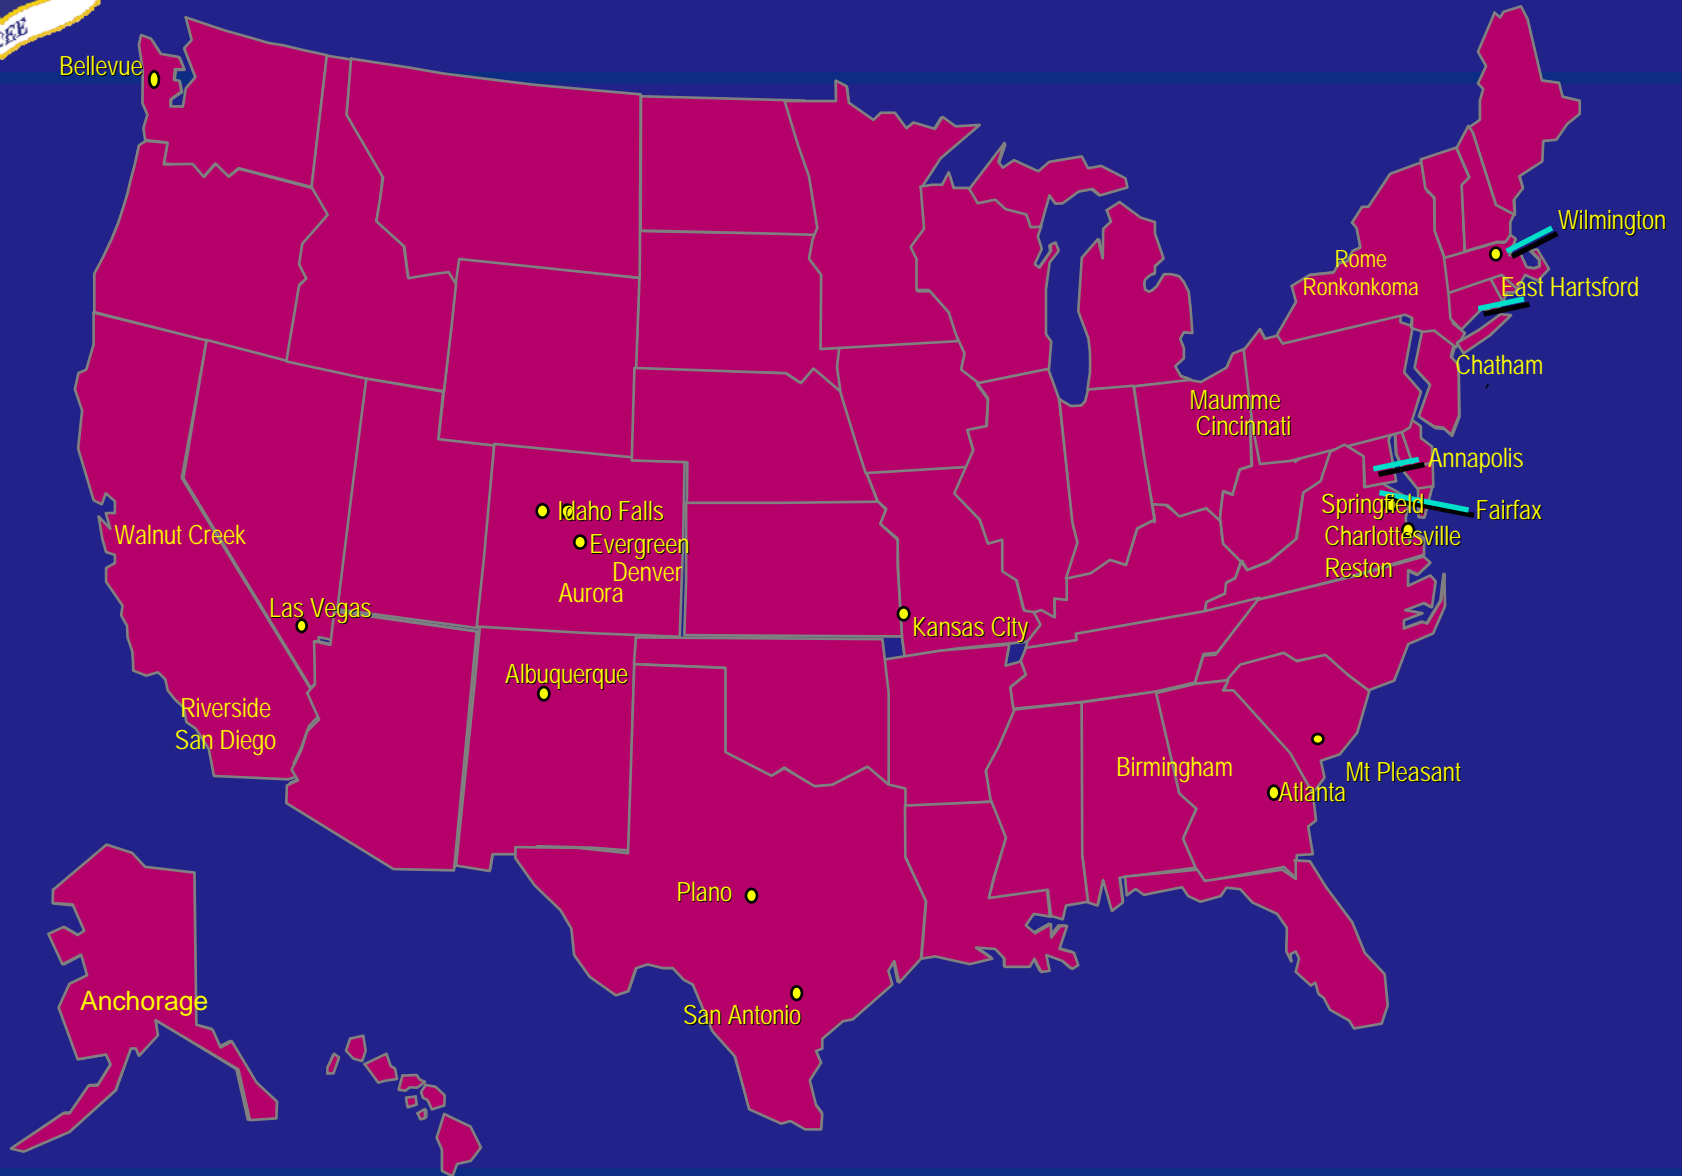 Bellevue
Wilmington
Rome
Ronkonkoma
East Hartsford
Chatham
Maumme
Cincinnati
Annapolis
Springfield
Fairfax
Idaho Falls
Walnut Creek
Charlottesville
Evergreen
Reston
Denver
Aurora
Las Vegas
Kansas City
Albuquerque
Riverside
San Diego
Birmingham
Mt Pleasant
Atlanta
Plano
Anchorage
San Antonio